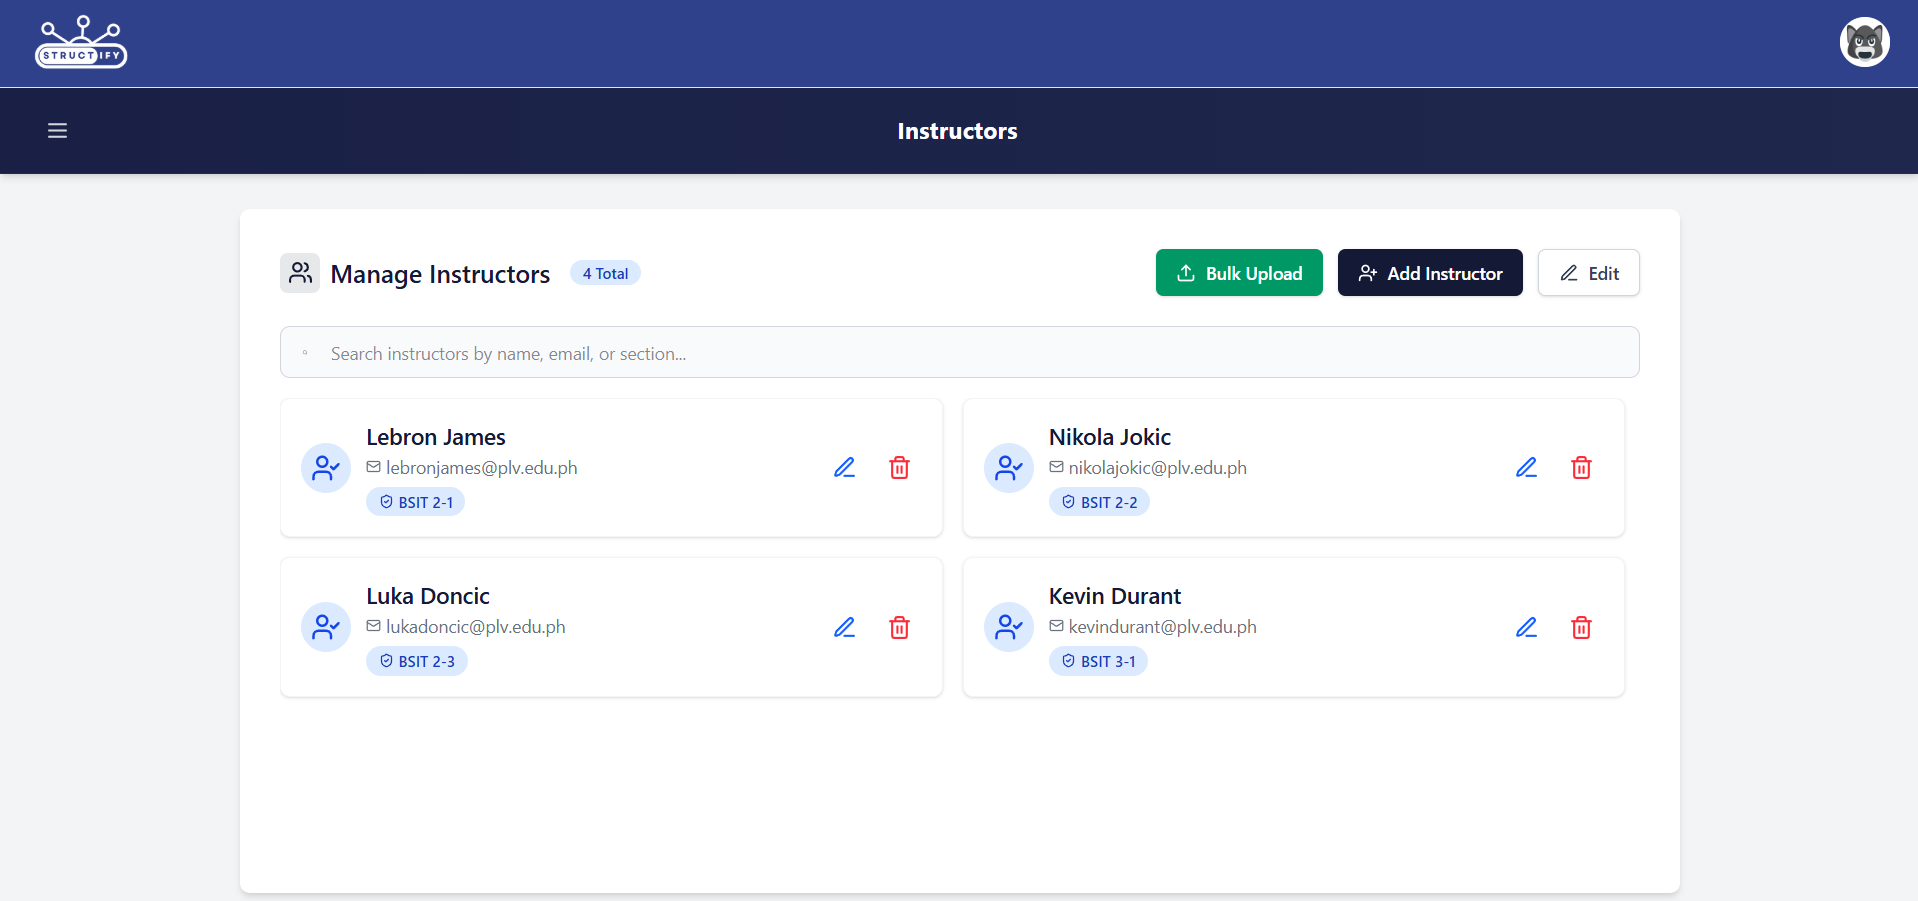 STRUCTIFY
Instructors
Manage Instructors 4 Total Bulk Upload Add Instructor Edit
Search instructors by name, email, or section...
Lebron James
lebronjames@plv.edu.ph
BSIT 2-1
Nikola Jokic
nikolajokic@plv.edu.ph
BSIT 2-2
Luka Doncic
lukadoncic@plv.edu.ph
BSIT 2-3
Kevin Durant
kevindurant@plv.edu.ph
BSIT 3-1